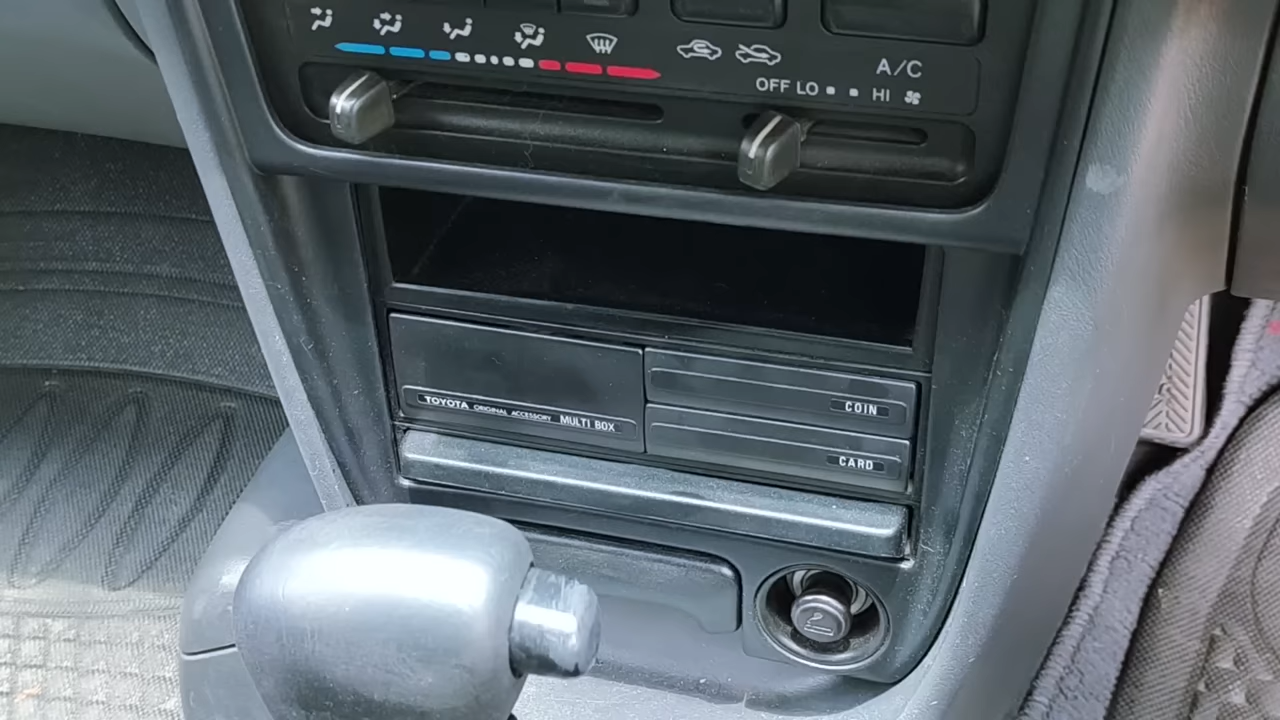 A/C
OFF LO HI
TOYOTA ORIGINAL ACCESSORY MULTI BOX
COIN
CARD